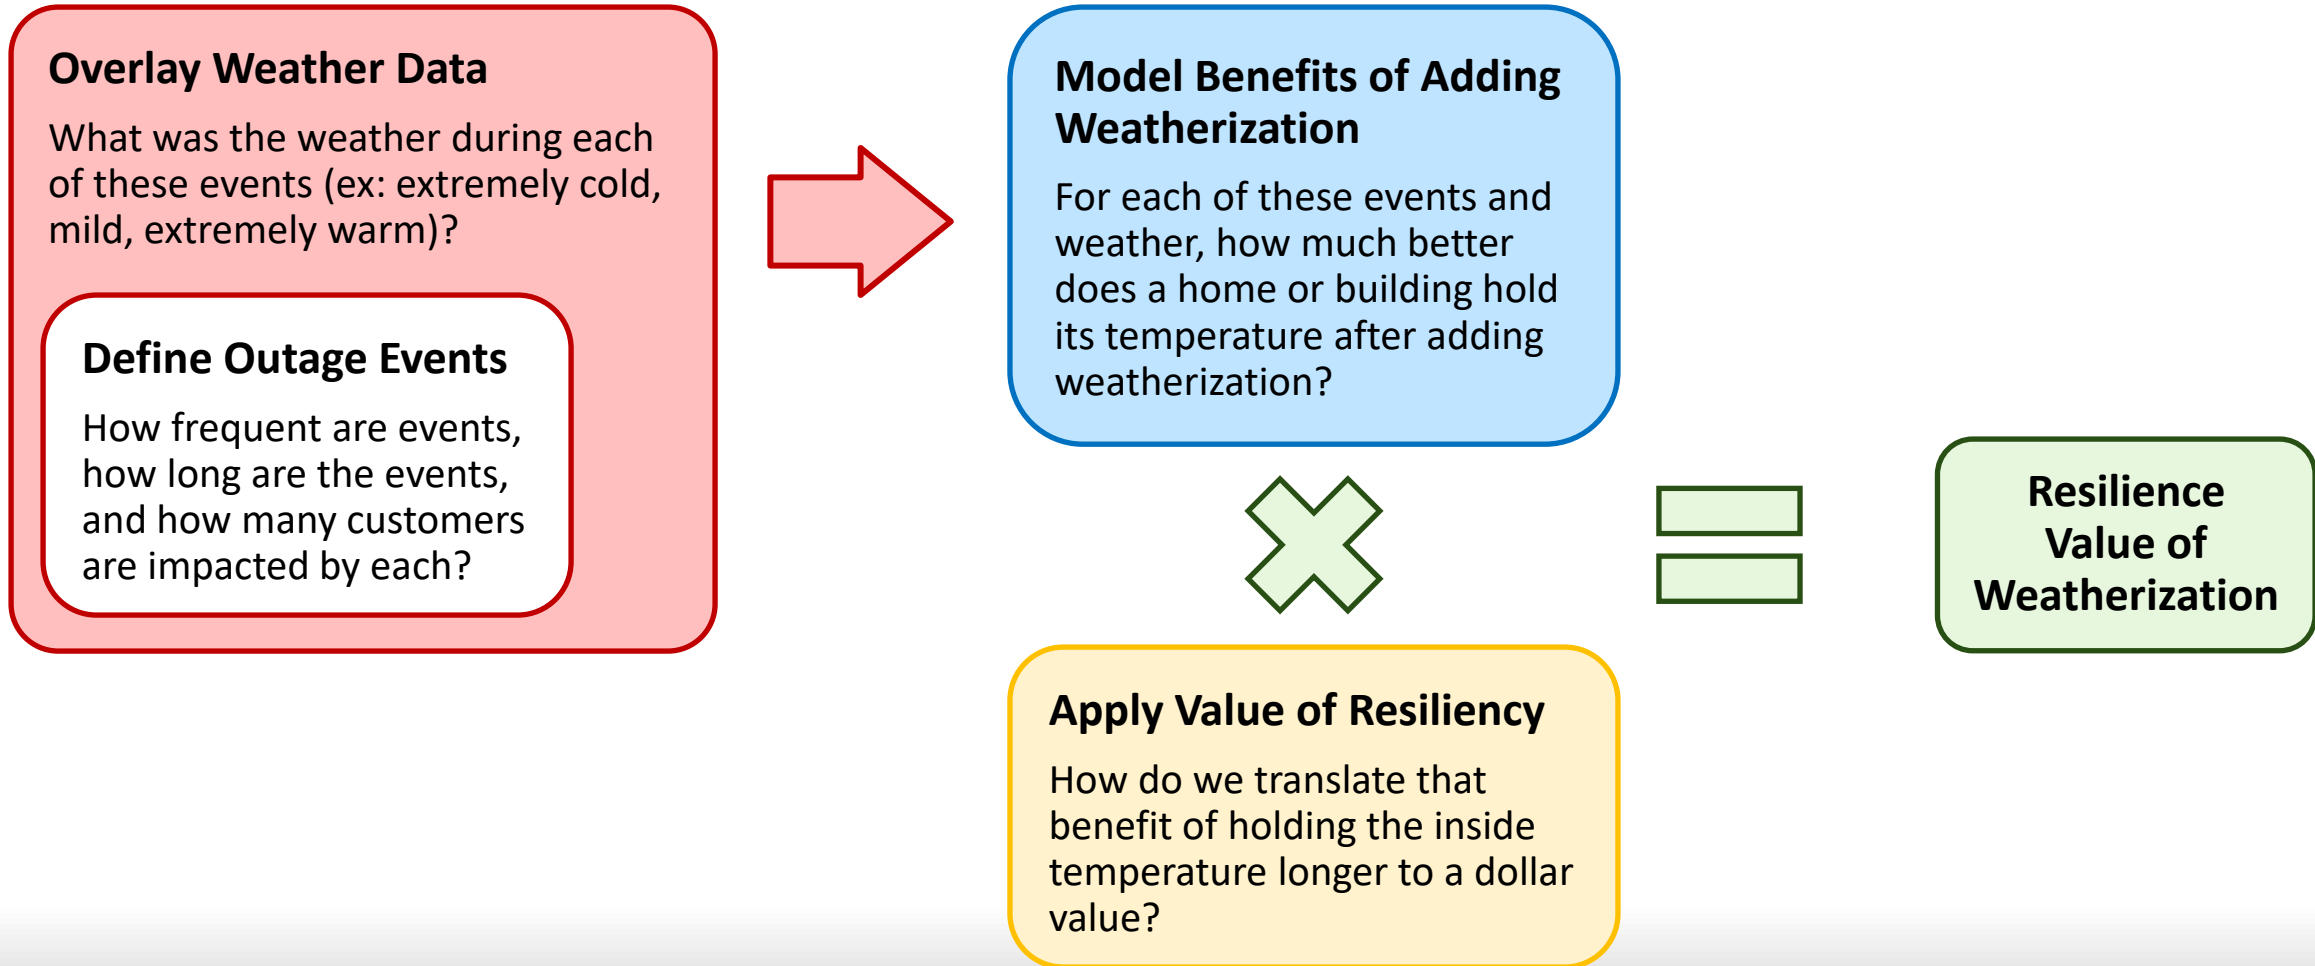 Overlay Weather Data
What was the weather during each
of these events (ex: extremely cold,
mild, extremely warm)?
Define Outage Events
How frequent are events,
how long are the events,
and how many customers
are impacted by each?
Model Benefits of Adding
Weatherization
For each of these events and
weather, how much better
does a home or building hold
its temperature after adding
weatherization?
Apply Value of Resiliency
How do we translate that
benefit of holding the inside
temperature longer to a dollar
value?
Resilience
Value of
Weatherization